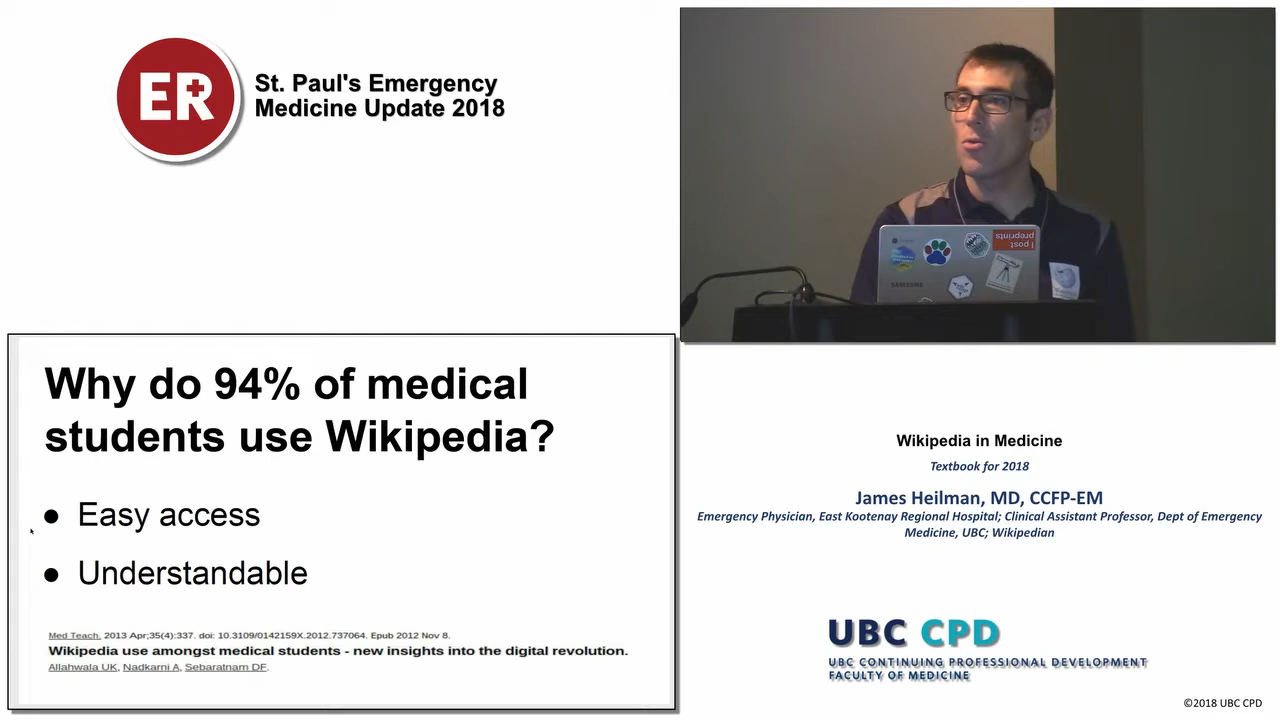 ER
St. Paul's Emergency
Medicine Update 2018
I post
preprints
SAMSUNG
Why do 94% of medical
students use Wikipedia?
● Easy access
● Understandable
Med Teach. 2013 Apr;35(4):337. doi: 10.3109/0142159X.2012.737064. Epub 2012 Nov 8.
Wikipedia use amongst medical students - new insights into the digital revolution.
Allahwala UK, Nadkarni A, Sebaratnam DF.
Wikipedia in Medicine
Textbook for 2018
James Heilman, MD, CCFP-EM
Emergency Physician, East Kootenay Regional Hospital; Clinical Assistant Professor, Dept of Emergency
Medicine, UBC; Wikipedian
UBC CPD
UBC CONTINUING PROFESSIONAL DEVELOPMENT
FACULTY OF MEDICINE
©2018 UBC CPD